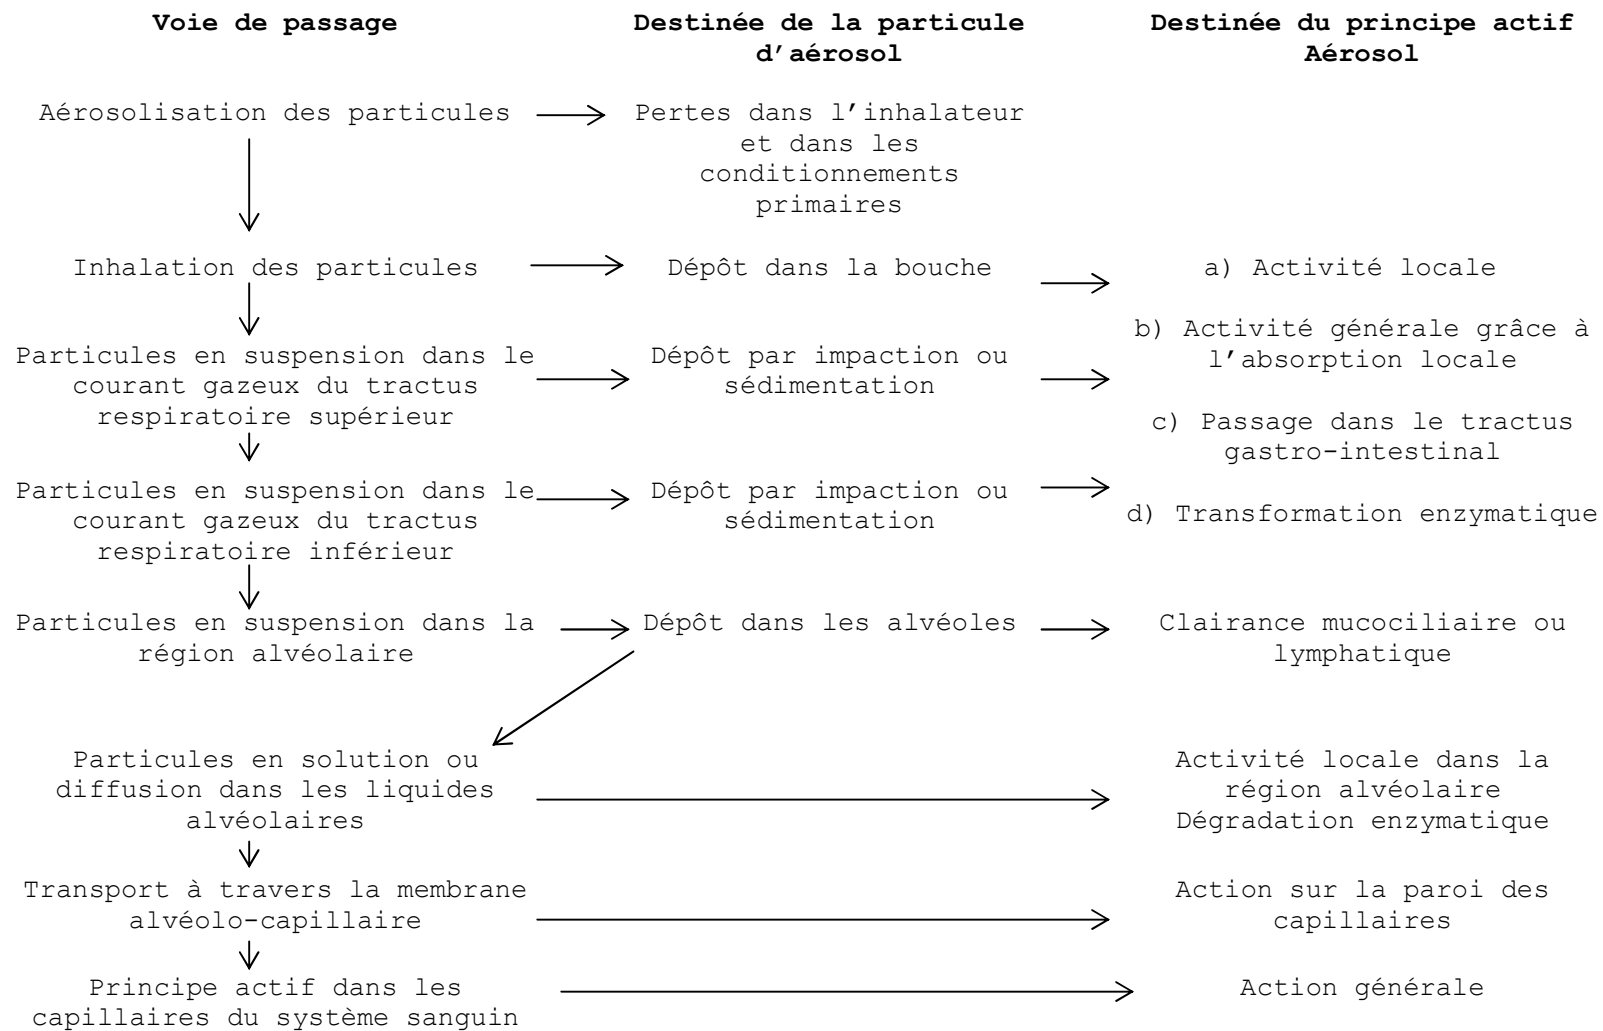 Voie de passage
Destinée de la particule
d’aérosol
Destinée du principe actif
Aérosol
Aérosolisation des particules
Pertes dans l’inhalateur
et dans les
conditionnements
primaires
Inhalation des particules
Dépôt dans la bouche
a) Activité locale
b) Activité générale grâce à
l’absorption locale
Particules en suspension dans le
courant gazeux du tractus
respiratoire supérieur
Dépôt par impaction ou
sédimentation
c) Passage dans le tractus
gastro-intestinal
Particules en suspension dans le
courant gazeux du tractus
respiratoire inférieur
Dépôt par impaction ou
sédimentation
d) Transformation enzymatique
Particules en suspension dans la
région alvéolaire
Dépôt dans les alvéoles
Clairance mucociliaire ou
lymphatique
Particules en solution ou
diffusion dans les liquides
alvéolaires
Activité locale dans la
région alvéolaire
Dégradation enzymatique
Transport à travers la membrane
alvéolo-capillaire
Action sur la paroi des
capillaires
Principe actif dans les
capillaires du système sanguin
Action générale